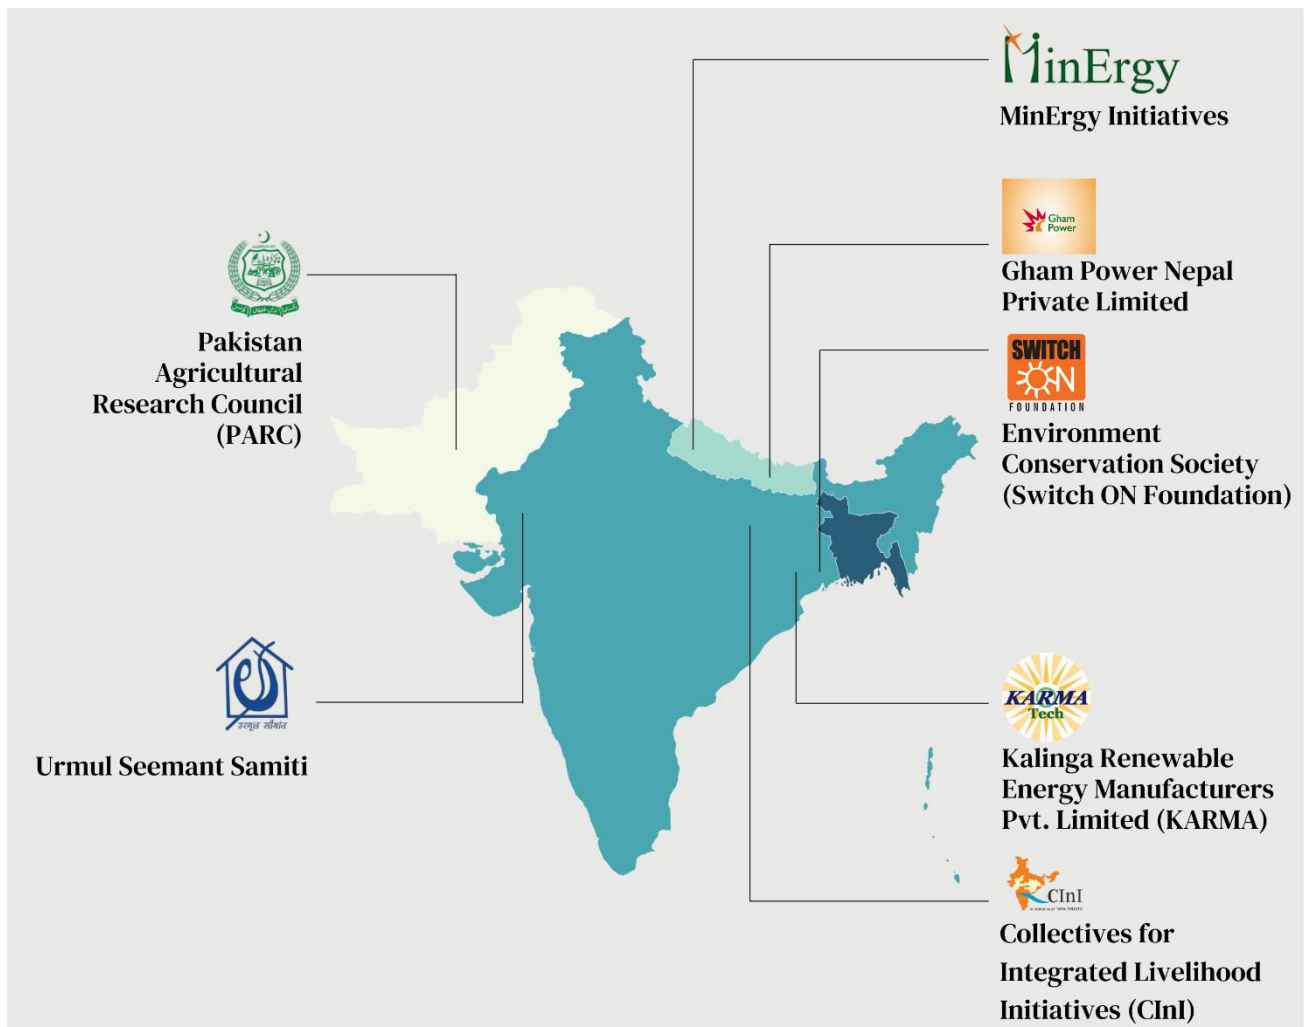 MinErgy
MinErgy Initiatives
Gham
Power
Gham Power Nepal
Private Limited
SWITCH
ON
FOUNDATION
Environment
Conservation Society
(Switch ON Foundation)
Pakistan
Agricultural
Research Council
(PARC)
उरमूल सीमांत
Urmul Seemant Samiti
KARMA
Tech
Kalinga Renewable
Energy Manufacturers
Pvt. Limited (KARMA)
CInI
Collectives for
Integrated Livelihood
Initiatives (CInI)